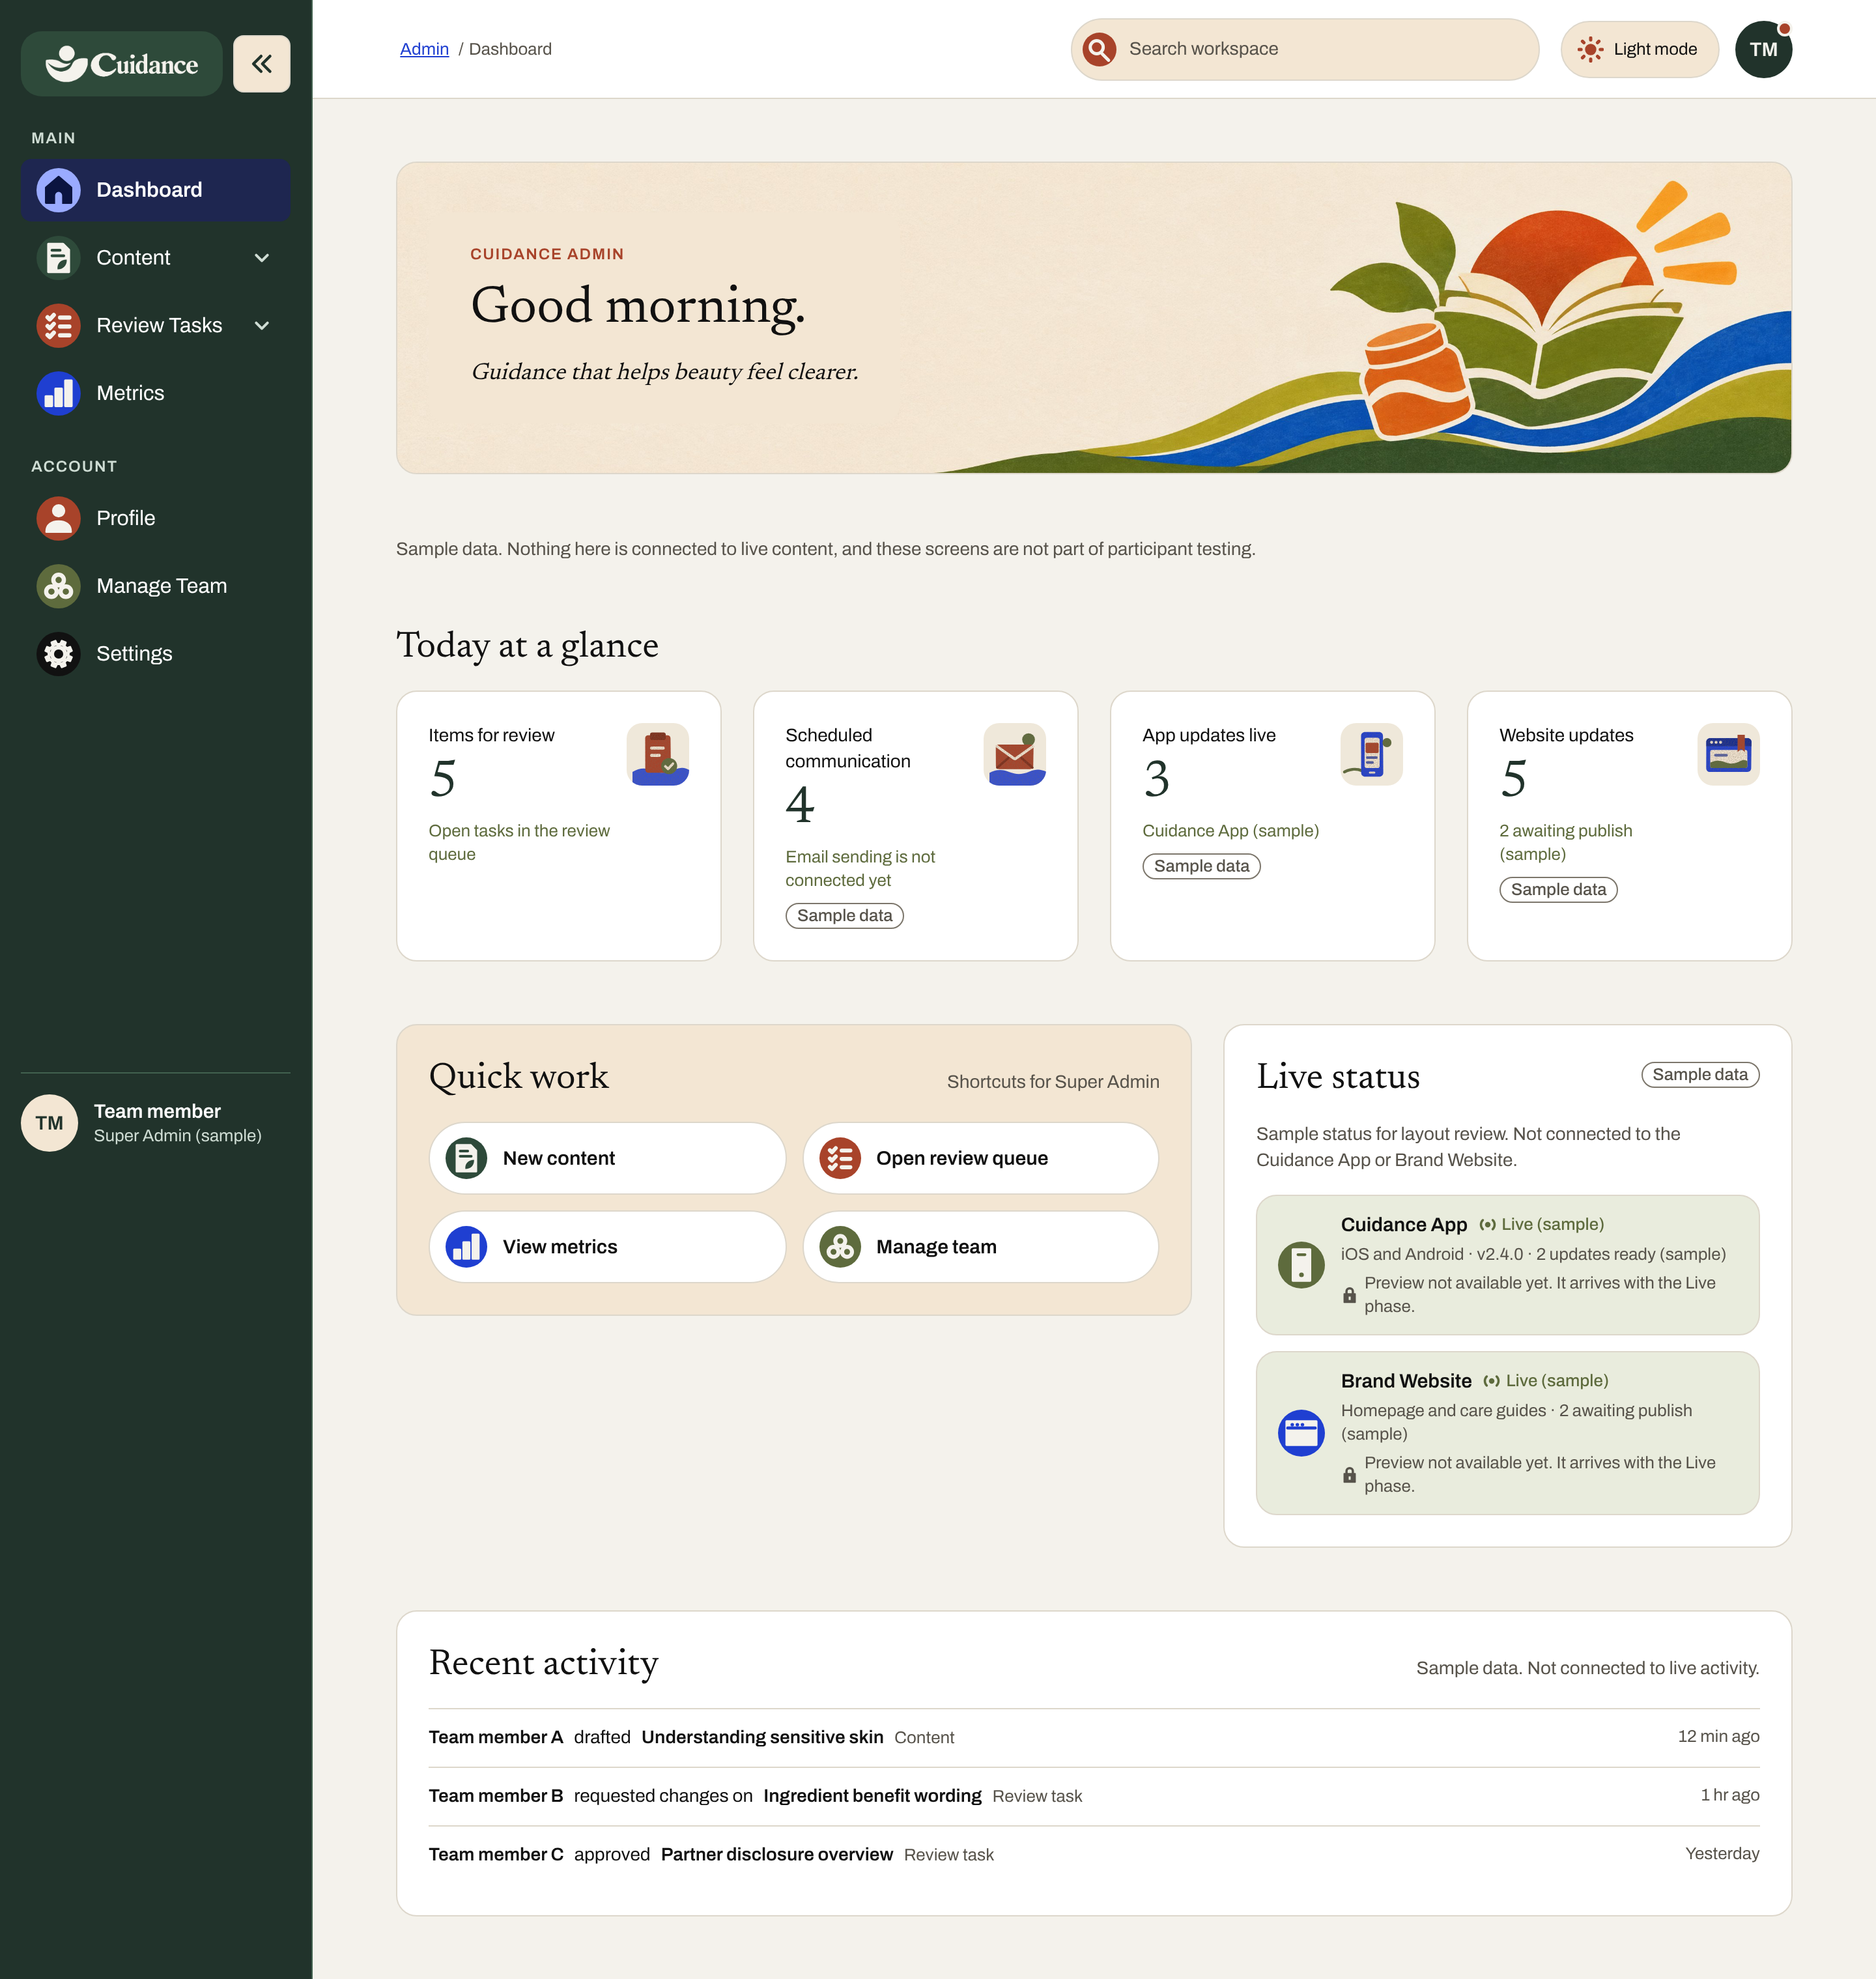 Cuidance
MAIN
Dashboard
Content
Review Tasks
Metrics
ACCOUNT
Profile
Manage Team
Settings
TM
Team member
Super Admin (sample)
Admin / Dashboard
Search workspace
Light mode
TM
CUIDANCE ADMIN
Good morning.
Guidance that helps beauty feel clearer.
Sample data. Nothing here is connected to live content, and these screens are not part of participant testing.
Today at a glance
Items for review
5
Open tasks in the review
queue
Scheduled
communication
4
Email sending is not
connected yet
Sample data
App updates live
3
Cuidance App (sample)
Sample data
Website updates
5
2 awaiting publish
(sample)
Sample data
Quick work
Shortcuts for Super Admin
New content
Open review queue
View metrics
Manage team
Live status
Sample data
Sample status for layout review. Not connected to the
Cuidance App or Brand Website.
Cuidance App Live (sample)
iOS and Android · v2.4.0 · 2 updates ready (sample)
Preview not available yet. It arrives with the Live
phase.
Brand Website Live (sample)
Homepage and care guides · 2 awaiting publish
(sample)
Preview not available yet. It arrives with the Live
phase.
Recent activity
Sample data. Not connected to live activity.
Team member A drafted Understanding sensitive skin Content
12 min ago
Team member B requested changes on Ingredient benefit wording Review task
1 hr ago
Team member C approved Partner disclosure overview Review task
Yesterday